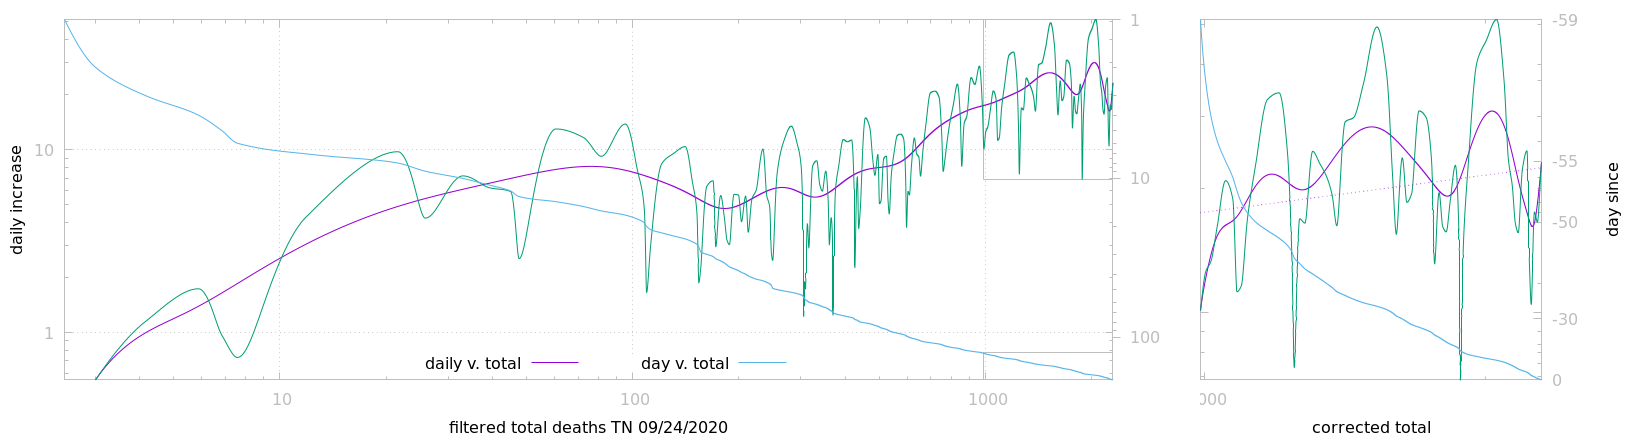 daily increase
10
1
10
100
1000
1
10
100
daily v. total
day v. total
filtered total deaths TN 09/24/2020
000
-59
-55
-50
-30
0
day since
corrected total